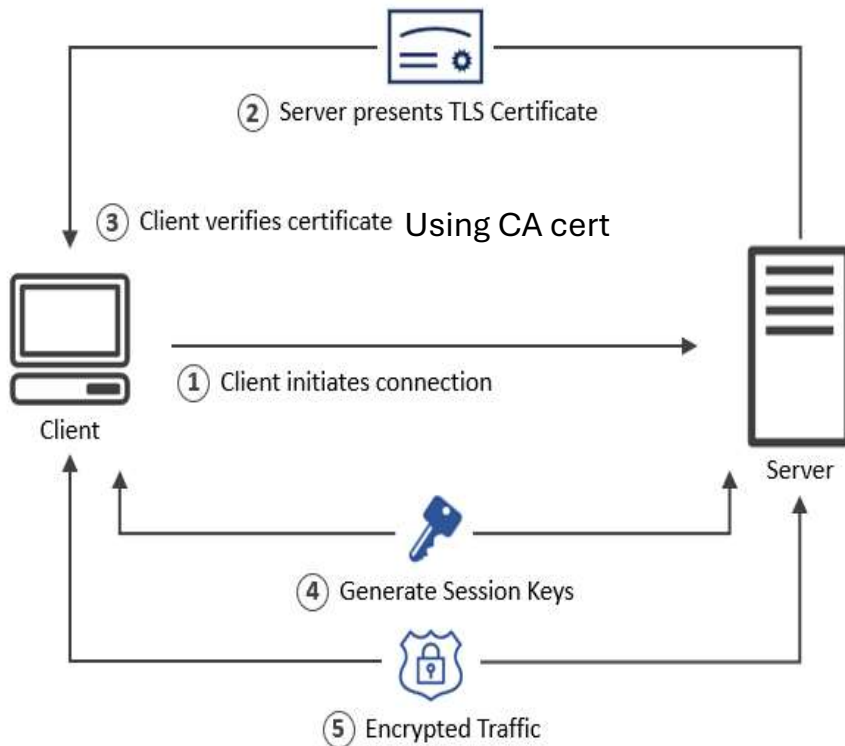 ② Server presents TLS Certificate
③ Client verifies certificate Using CA cert
① Client initiates connection
Client
Server
④ Generate Session Keys
⑤ Encrypted Traffic